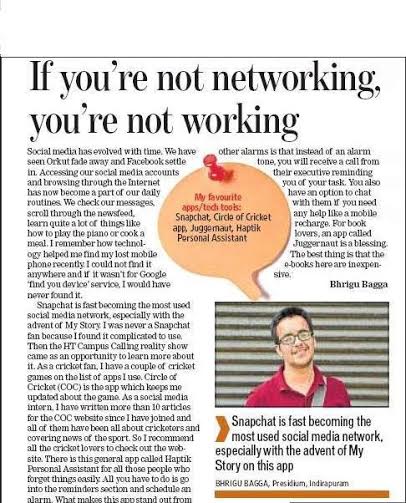 If you're not networking,
you're not working
Social media has evolved with time. We have
seen Orkut fade away and Facebook settle
in. Accessing our social media accounts
and browsing through the Internet
has now become a part of our daily
routines. We check our messages,
scroll through the newsfeed,
learn quite a lot of things like
how to play the piano or cook a
meal. I remember how technol-
ogy helped me find my lost mobile
phone recently. I could not find it
anywhere and if it wasn't for Google
'find you device' service, I would have
never found it.
Snapchat is fast becoming the most used
social media network, especially with the
advent of My Story. I was never a Snapchat
fan because I found it complicated to use.
Then the HT Campus Calling reality show
came as an opportunity to learn more about
it. As a cricket fan, I have a couple of cricket
games on the list of apps I use. Circle of
Cricket (COC) is the app which keeps me
updated about the game. As a social media
intern, I have written more than 10 articles
for the COC website since I have joined and
all of them have been all about cricketers and
covering news of the sport. So I recommend
all the cricket lovers to check out the web-
site. There is this general app called Haptik
Personal Assistant for all those people who
forget things easily. All you have to do is go
into the reminders section and schedule an
alarm. What makes this app stand out from
other alarms is that instead of an alarm
tone, you will receive a call from
their executive reminding
you of your task. You also
have an option to chat
with them if you need
any help like a mobile
recharge. For book
lovers, an app called
Juggernaut is a blessing.
The best thing is that the
e-books here are inexpen-
sive.
Bhrigu Bagga
My favourite
apps/tech tools:
Snapchat, Circle of Cricket
app, Juggernaut, Haptik
Personal Assistant
Snapchat is fast becoming the
most used social media network,
especially with the advent of My
Story on this app
BHRIGU BAGGA, Presidium, Indirapuram